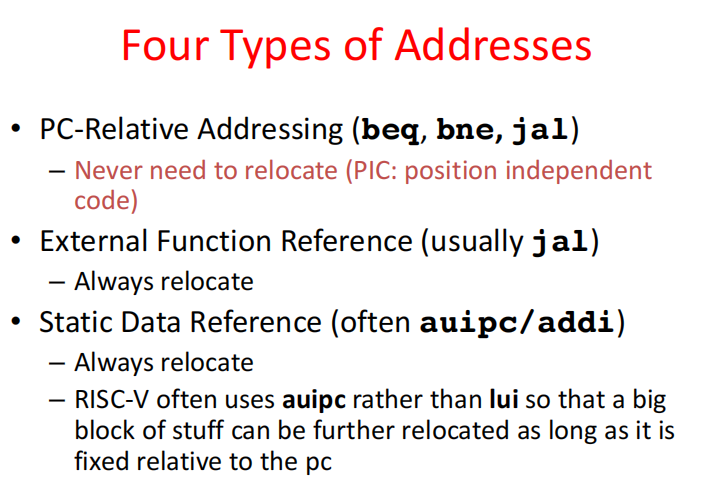 Four Types of Addresses
• PC-Relative Addressing (beq, bne, jal)
– Never need to relocate (PIC: position independent
code)
• External Function Reference (usually jal)
– Always relocate
• Static Data Reference (often auipc/addi)
– Always relocate
– RISC-V often uses auipc rather than lui so that a big
block of stuff can be further relocated as long as it is
fixed relative to the pc